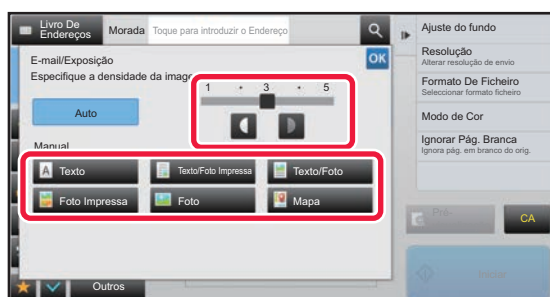 Livro De Endereços
Morada
Toque para introduzir o Endereço
E-mail/Exposição
Especifique a densidade da image
1 • 3 • 5
OK
Auto
Manual
A Texto
Texto/Foto Impressa
Texto/Foto
Foto Impressa
Foto
Mapa
Outros
Ajuste do fundo
Resolução
Alterar resolução de envio
Formato De Ficheiro
Seleccionar formato ficheiro
Modo de Cor
Ignorar Pág. Branca
Ignora pág. em branco do orig.
Pré-
CA
Iniciar